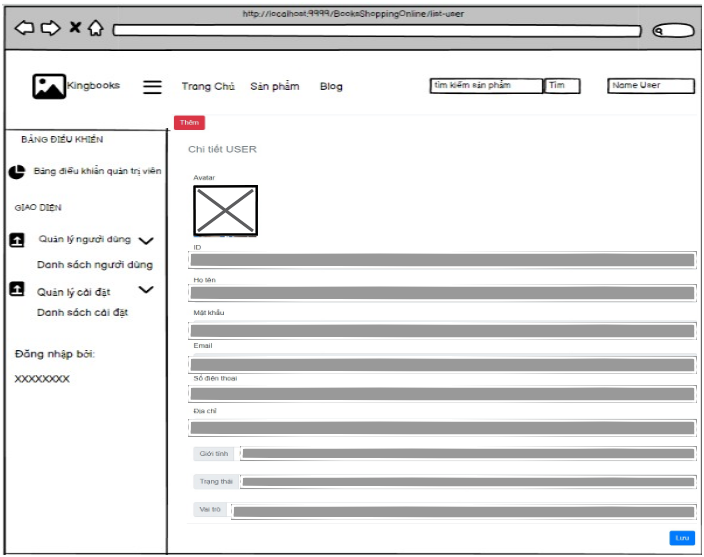 http://localhost:9999/BooksShoppingOnline/list-user
Kingbooks
Trang Chủ Sản phẩm Blog
tìm kiếm sản phẩm Tìm
Name User
BẢNG ĐIỀU KHIỂN
Bảng điều khiển quản trị viên
GIAO DIỆN
Quản lý người dùng
Danh sách người dùng
Quản lý cài đặt
Danh sách cài đặt
Đăng nhập bởi:
XXXXXXXX
Thêm
Chi tiết USER
Avatar
ID
Họ tên
Mật khẩu
Email
Số điện thoại
Địa chỉ
Giới tính
Trạng thái
Vai trò
Lưu